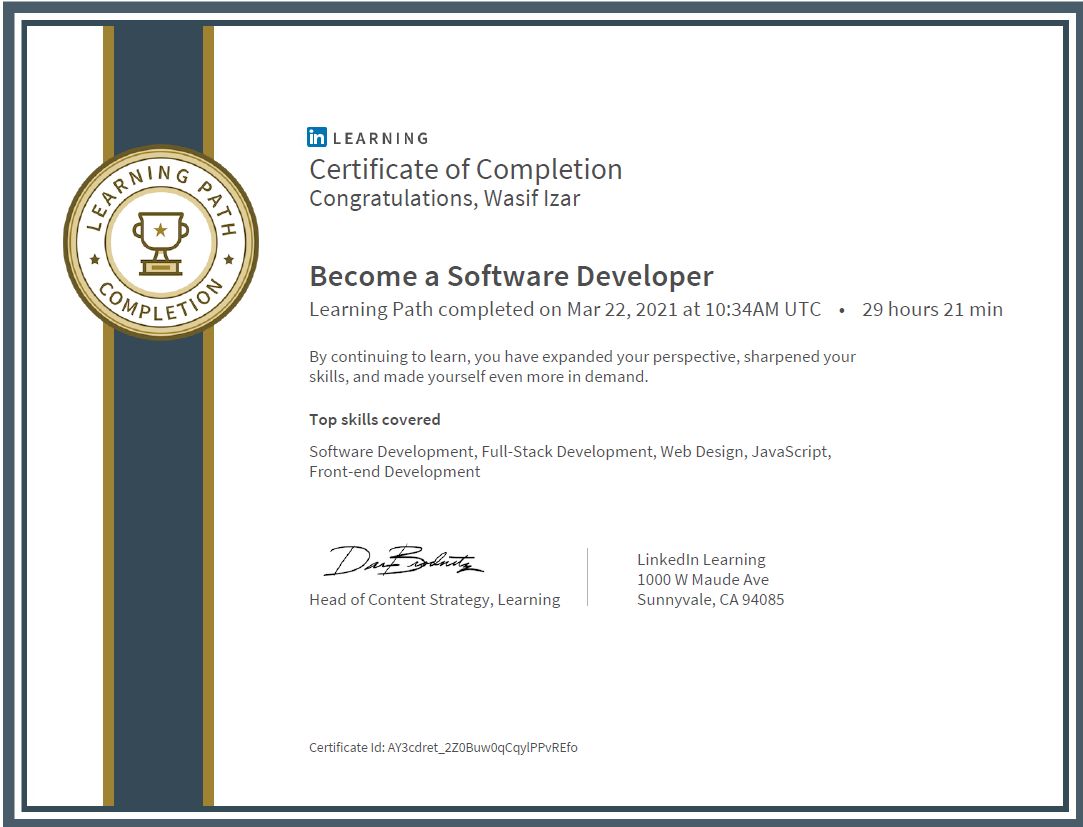 LEARNING PATH
COMPLETION
in LEARNING
Certificate of Completion
Congratulations, Wasif Izar
Become a Software Developer
Learning Path completed on Mar 22, 2021 at 10:34AM UTC • 29 hours 21 min
By continuing to learn, you have expanded your perspective, sharpened your
skills, and made yourself even more in demand.
Top skills covered
Software Development, Full-Stack Development, Web Design, JavaScript,
Front-end Development
Head of Content Strategy, Learning
LinkedIn Learning
1000 W Maude Ave
Sunnyvale, CA 94085
Certificate Id: AY3cdret_2Z0Buw0qCqylPPvREfo